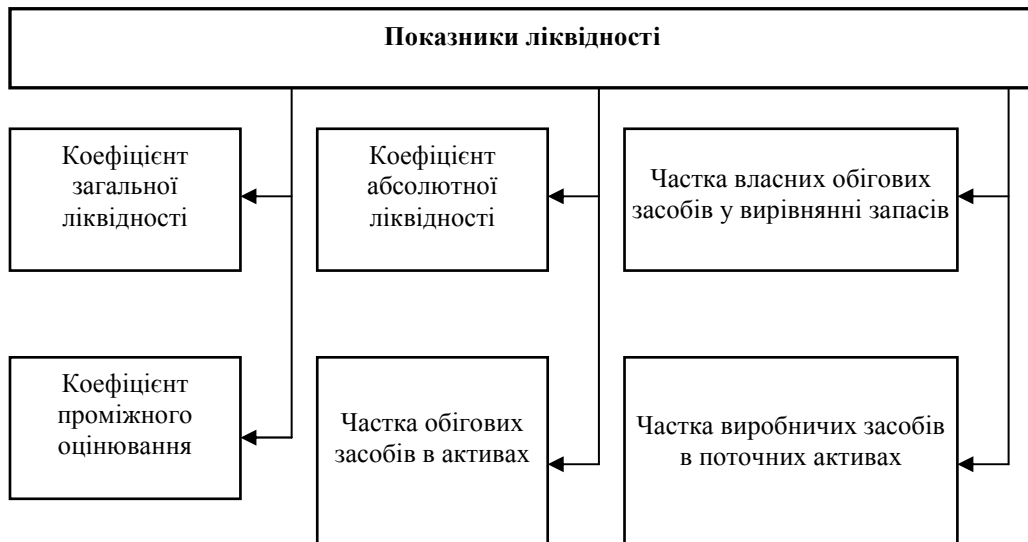 Показники ліквідності
Коефіцієнт
загальної
ліквідності
Коефіцієнт
абсолютної
ліквідності
Частка власних обігових
засобів у вирівнянні запасів
Коефіцієнт
проміжного
оцінювання
Частка обігових
засобів в активах
Частка виробничих засобів
в поточних активах